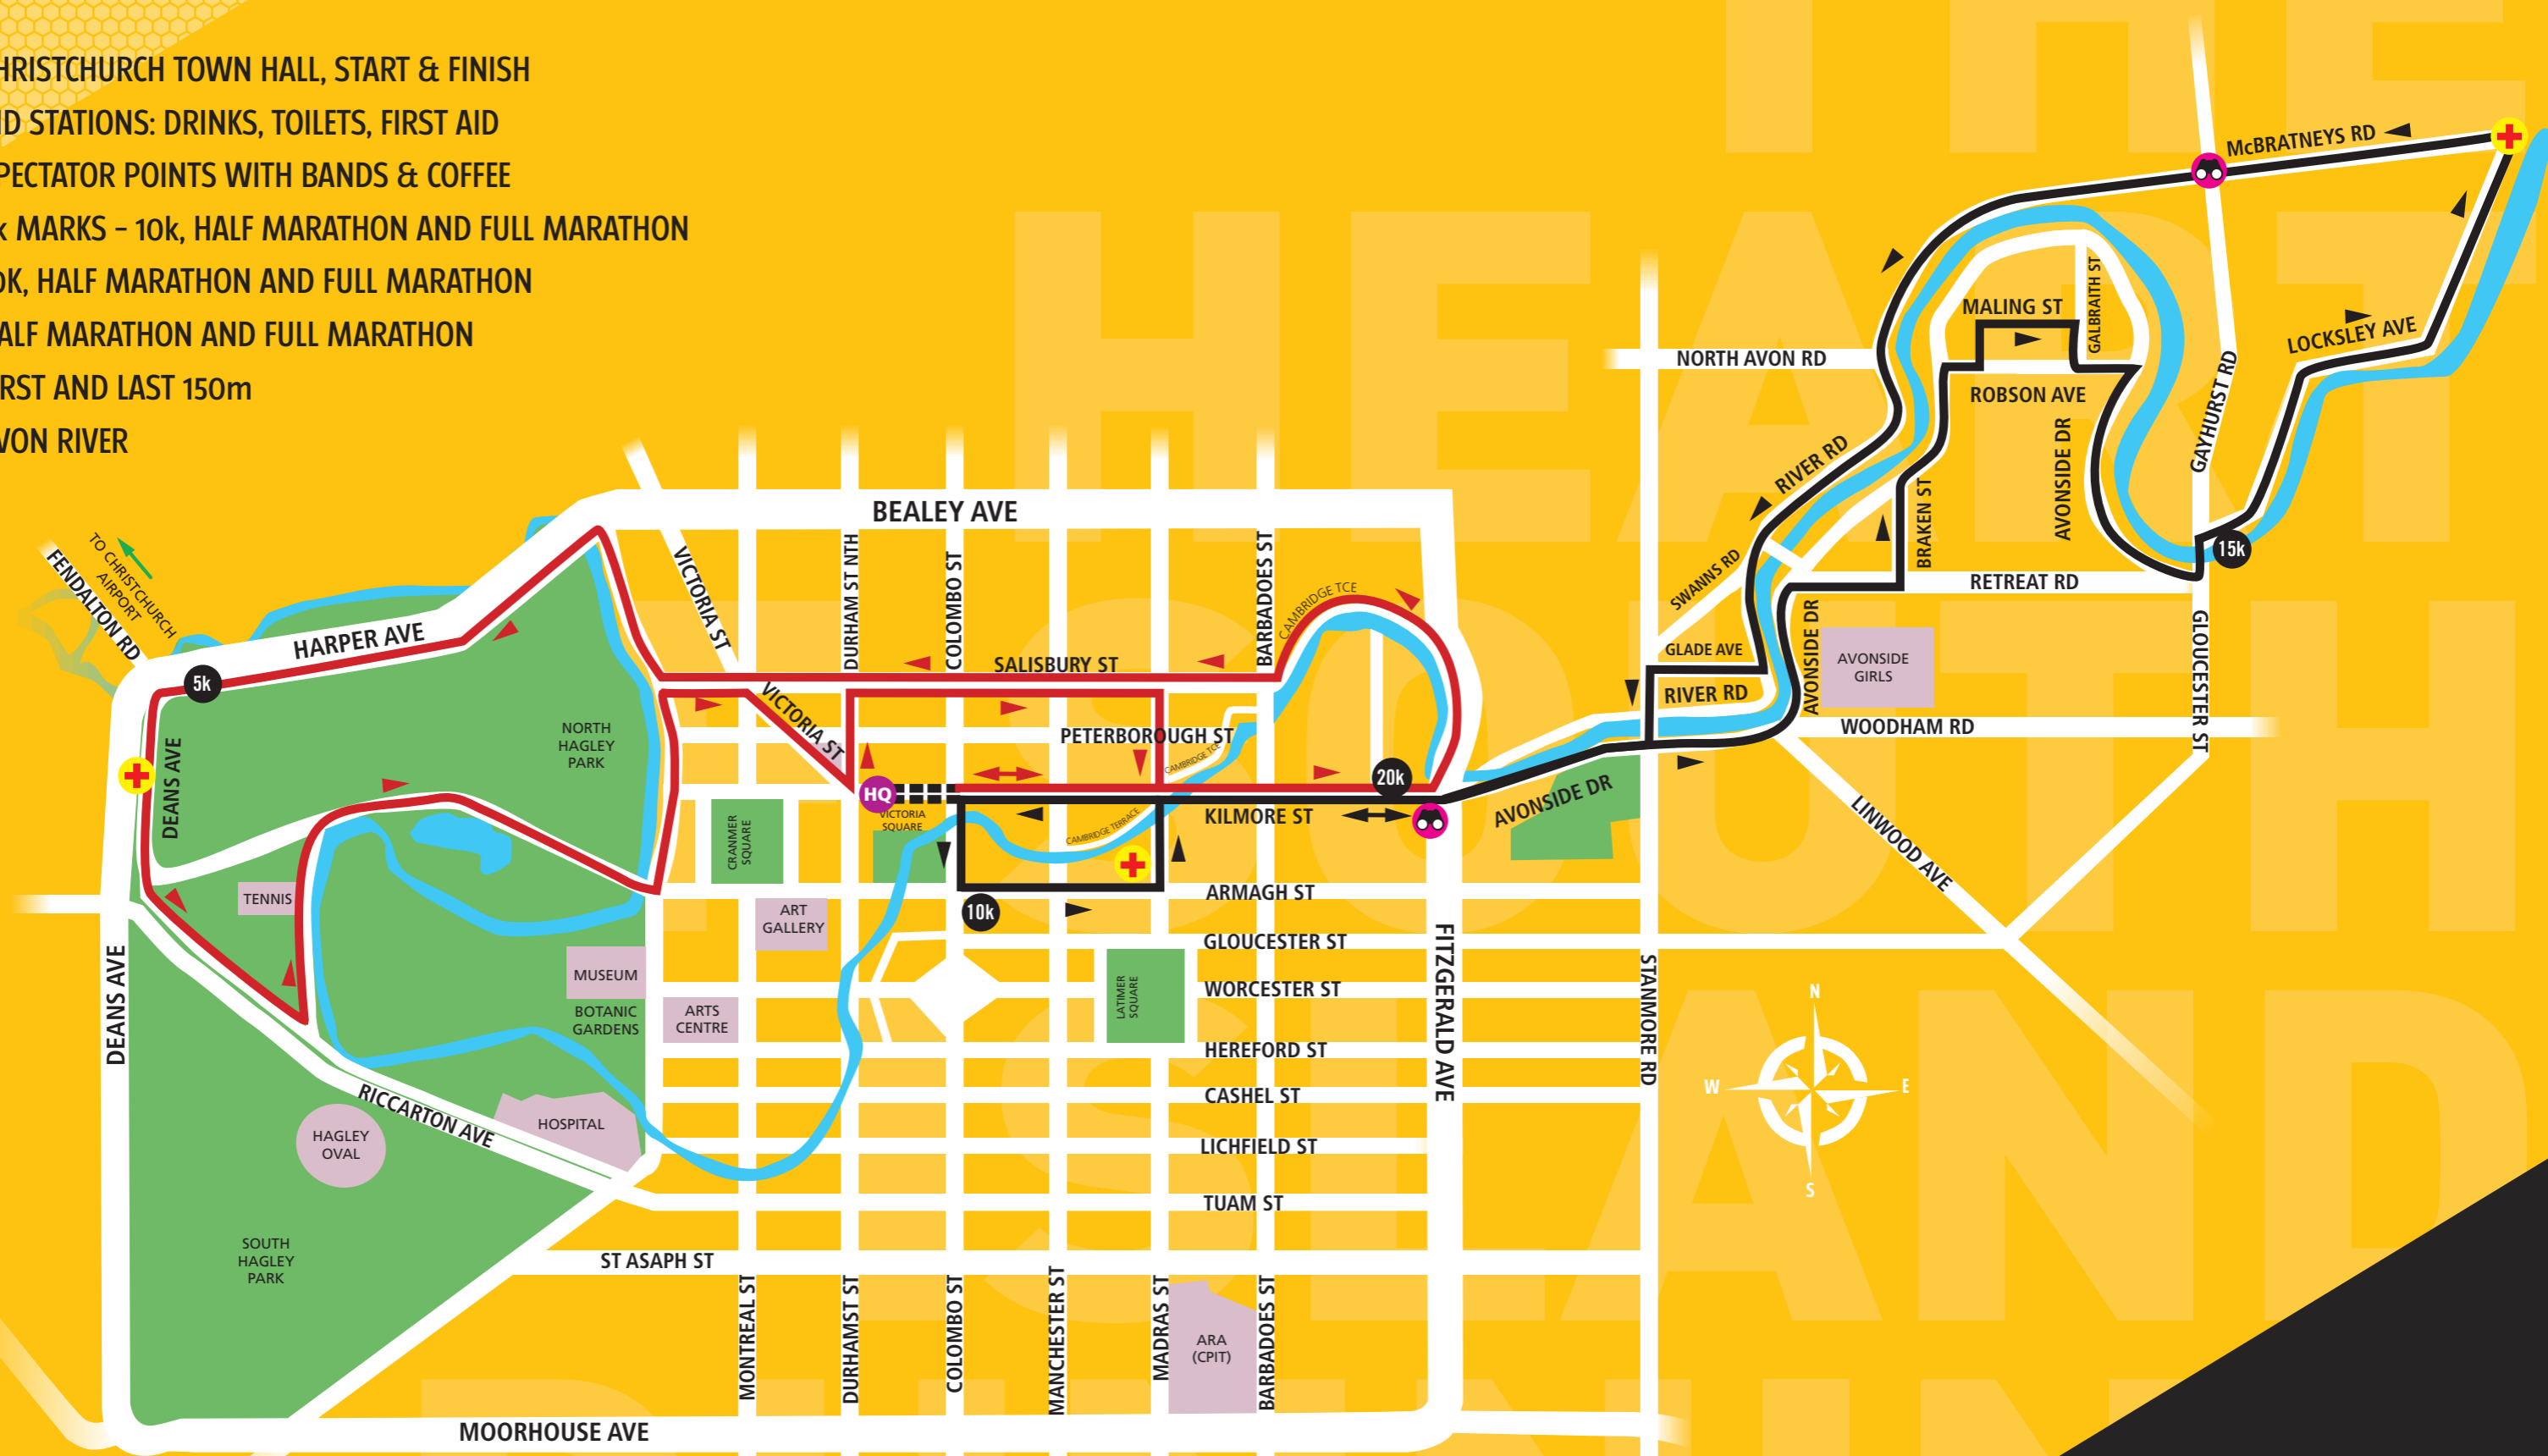 HRISTCHURCH TOWN HALL, START & FINISH
D STATIONS: DRINKS, TOILETS, FIRST AID
PECTATOR POINTS WITH BANDS & COFFEE
k MARKS - 10k, HALF MARATHON AND FULL MARATHON
0K, HALF MARATHON AND FULL MARATHON
ALF MARATHON AND FULL MARATHON
RST AND LAST 150m
VON RIVER
THE
HEART
SOUTH
ISLAND
McBRATNEYS RD
MALING ST
GALBRAITH ST
NORTH AVON RD
LOCKSLEY AVE
ROBSON AVE
GAYHURST RD
RIVER RD
AVONSIDE DR
BRAKEN ST
15k
SWANNS RD
RETREAT RD
BEALEY AVE
TO CHRISTCHURCH
AIRPORT
FENDALTON RD
HARPER AVE
VICTORIA ST
DURHAM ST NTH
COLOMBO ST
BARBADOES ST
CAMBRIDGE TCE
5k
SALISBURY ST
GLADE AVE
RIVER RD
AVONSIDE DR
AVONSIDE
GIRLS
GLOUCESTER ST
WOODHAM RD
NORTH
HAGLEY
PARK
DEANS AVE
VICTORIA ST
PETERBOROUGH ST
CAMBRIDGE TCE
20k
HQ
VICTORIA
SQUARE
CAMBRIDGE TERRACE
KILMORE ST
AVONSIDE DR
LINWOOD AVE
CRANMER
SQUARE
TENNIS
ARMAGH ST
10k
ART
GALLERY
GLOUCESTER ST
MUSEUM
BOTANIC
GARDENS
ARTS
CENTRE
LATIMER
SQUARE
WORCESTER ST
DEANS AVE
FITZGERALD AVE
STANMORE RD
HEREFORD ST
CASHEL ST
RICCARTON AVE
HOSPITAL
HAGLEY
OVAL
LICHFIELD ST
TUAM ST
SOUTH
HAGLEY
PARK
ST ASAPH ST
MONTREAL ST
DURHAMST ST
COLOMBO ST
MANCHESTER ST
MADRAS ST
BARBADOES ST
ARA
(CPIT)
MOORHOUSE AVE
N
W
E
S